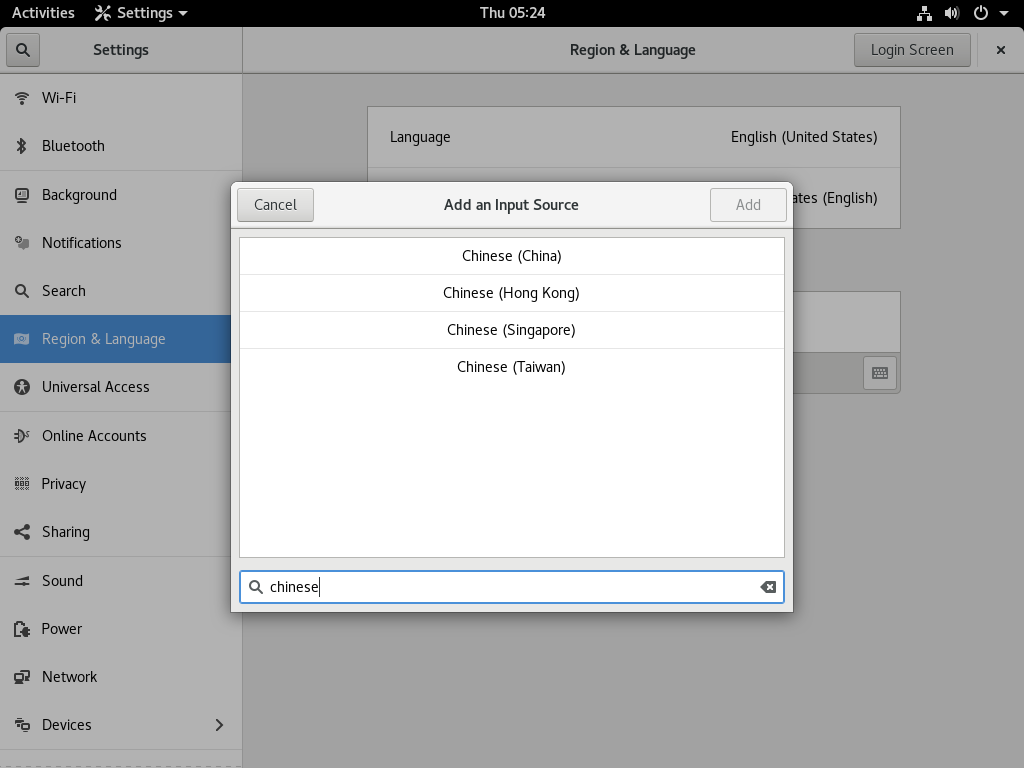 Activities Settings Thu 05:24
Settings Region & Language Login Screen
Wi-Fi
Bluetooth
Background
Notifications
Search
Region & Language
Universal Access
Online Accounts
Privacy
Sharing
Sound
Power
Network
Devices
Language English (United States)
ates (English)
Cancel Add an Input Source Add
Chinese (China)
Chinese (Hong Kong)
Chinese (Singapore)
Chinese (Taiwan)
chinese